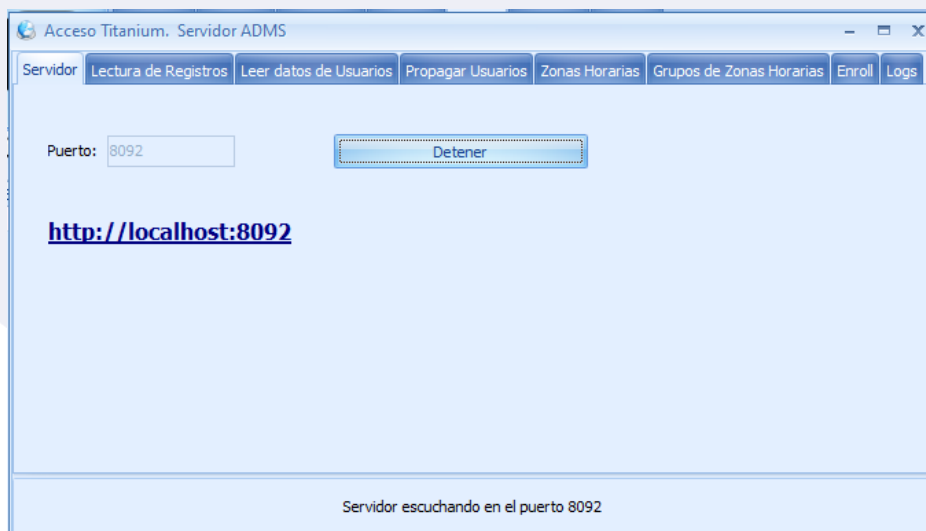 Acceso Titanium. Servidor ADMS
Servidor Lectura de Registros Leer datos de Usuarios Propagar Usuarios Zonas Horarias Grupos de Zonas Horarias Enroll Logs
Puerto: 8092 Detener
http://localhost:8092
Servidor escuchando en el puerto 8092